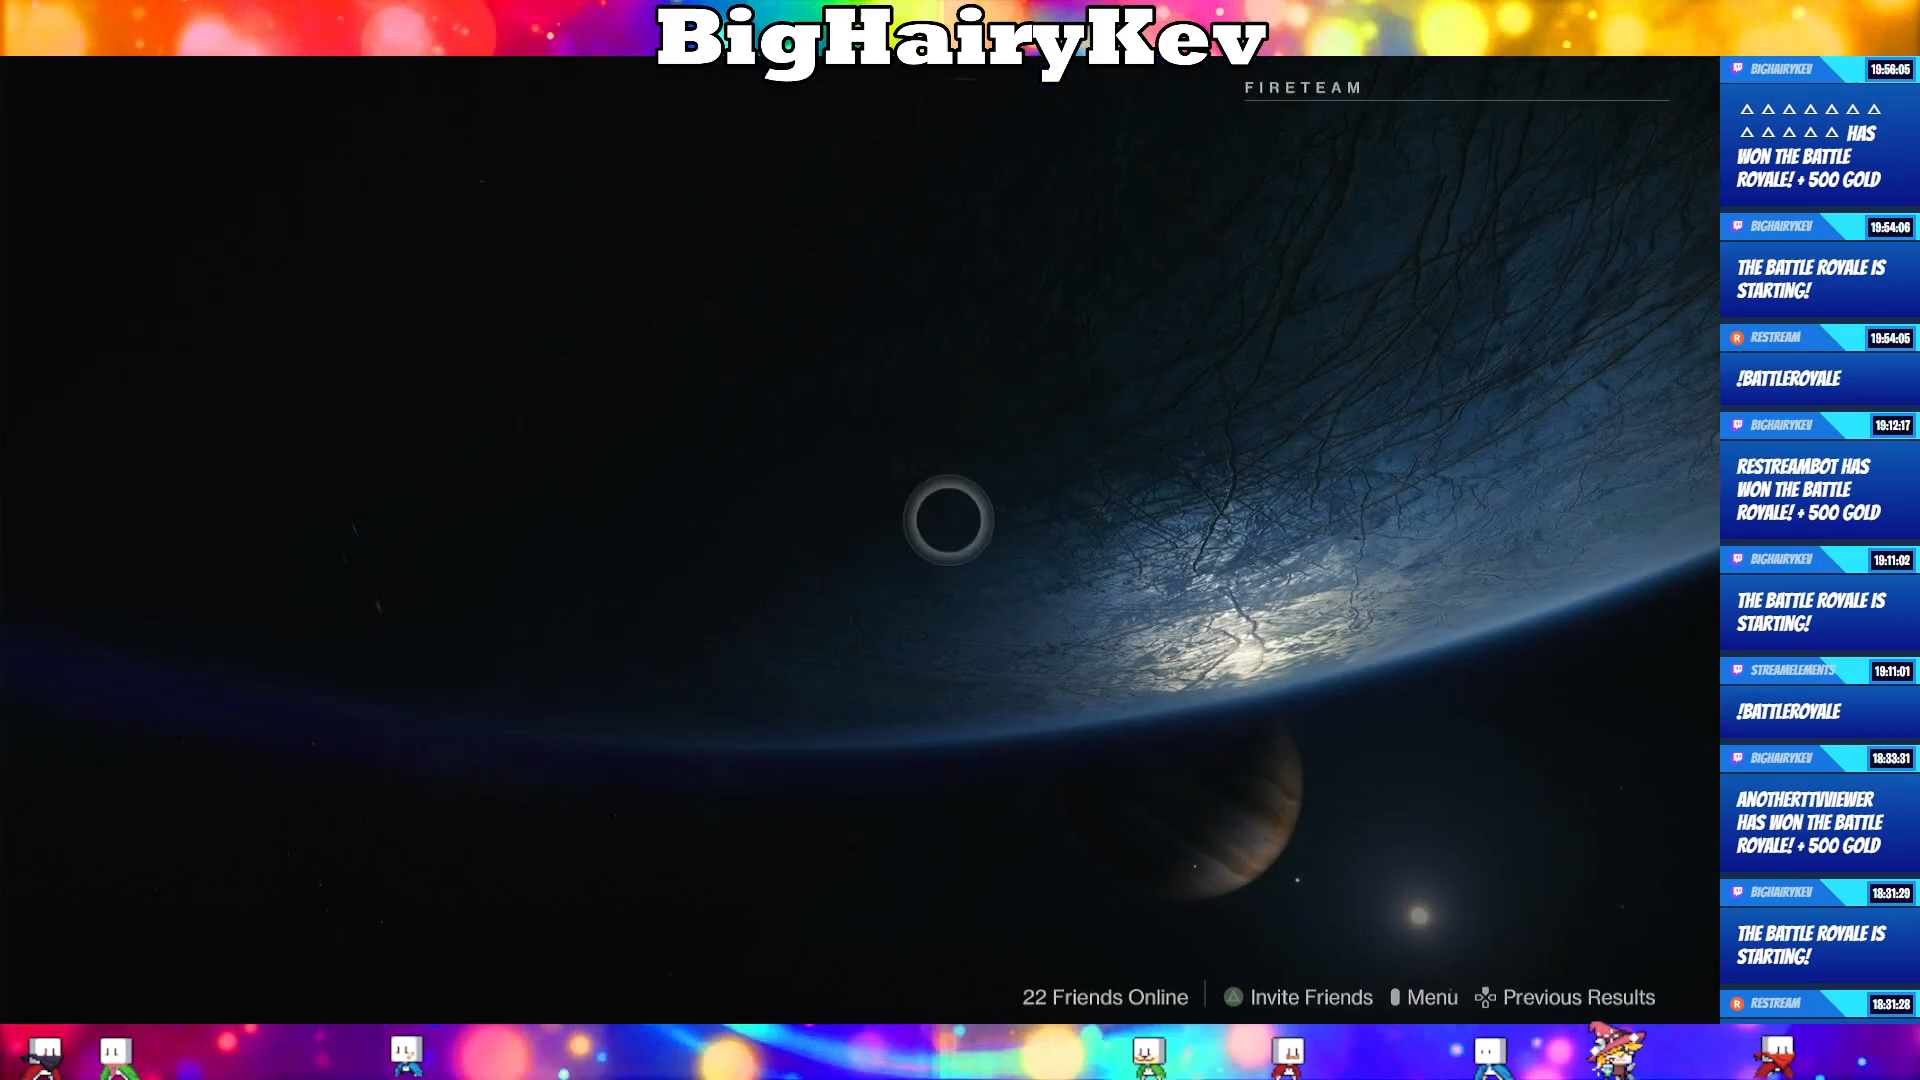 BigHairyKev
FIRETEAM
22 Friends Online
Invite Friends
Menu
Previous Results
BIGHAIRYKEV 19:56:05
△ △ △ △ △ △ △
△ △ △ △ △ HAS
WON THE BATTLE
ROYALE! + 500 GOLD
BIGHAIRYKEV 19:54:06
THE BATTLE ROYALE IS
STARTING!
RESTREAM 19:54:05
!BATTLEROYALE
BIGHAIRYKEV 19:12:17
RESTREAMBOT HAS
WON THE BATTLE
ROYALE! + 500 GOLD
BIGHAIRYKEV 19:11:02
THE BATTLE ROYALE IS
STARTING!
STREAMELEMENTS 19:11:01
!BATTLEROYALE
BIGHAIRYKEV 18:33:31
ANOTHERTTVVIEWER
HAS WON THE BATTLE
ROYALE! + 500 GOLD
BIGHAIRYKEV 18:31:29
THE BATTLE ROYALE IS
STARTING!
RESTREAM 18:31:28